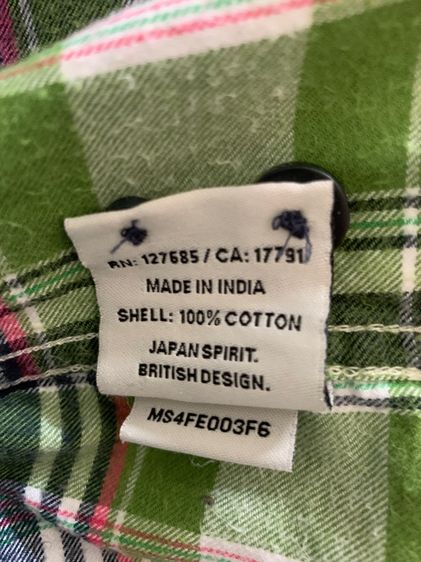 RN: 127685 / CA: 17791
MADE IN INDIA
SHELL: 100% COTTON
JAPAN SPIRIT.
BRITISH DESIGN.
MS4FE003F6